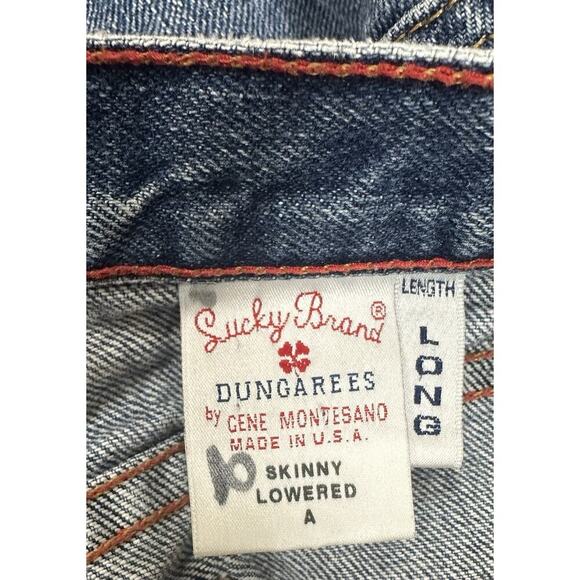 Lucky Brand®
DUNGAREES
by GENE MONTESANO
MADE IN U.S.A.
10
SKINNY
LOWERED
A
LENGTH
LONG